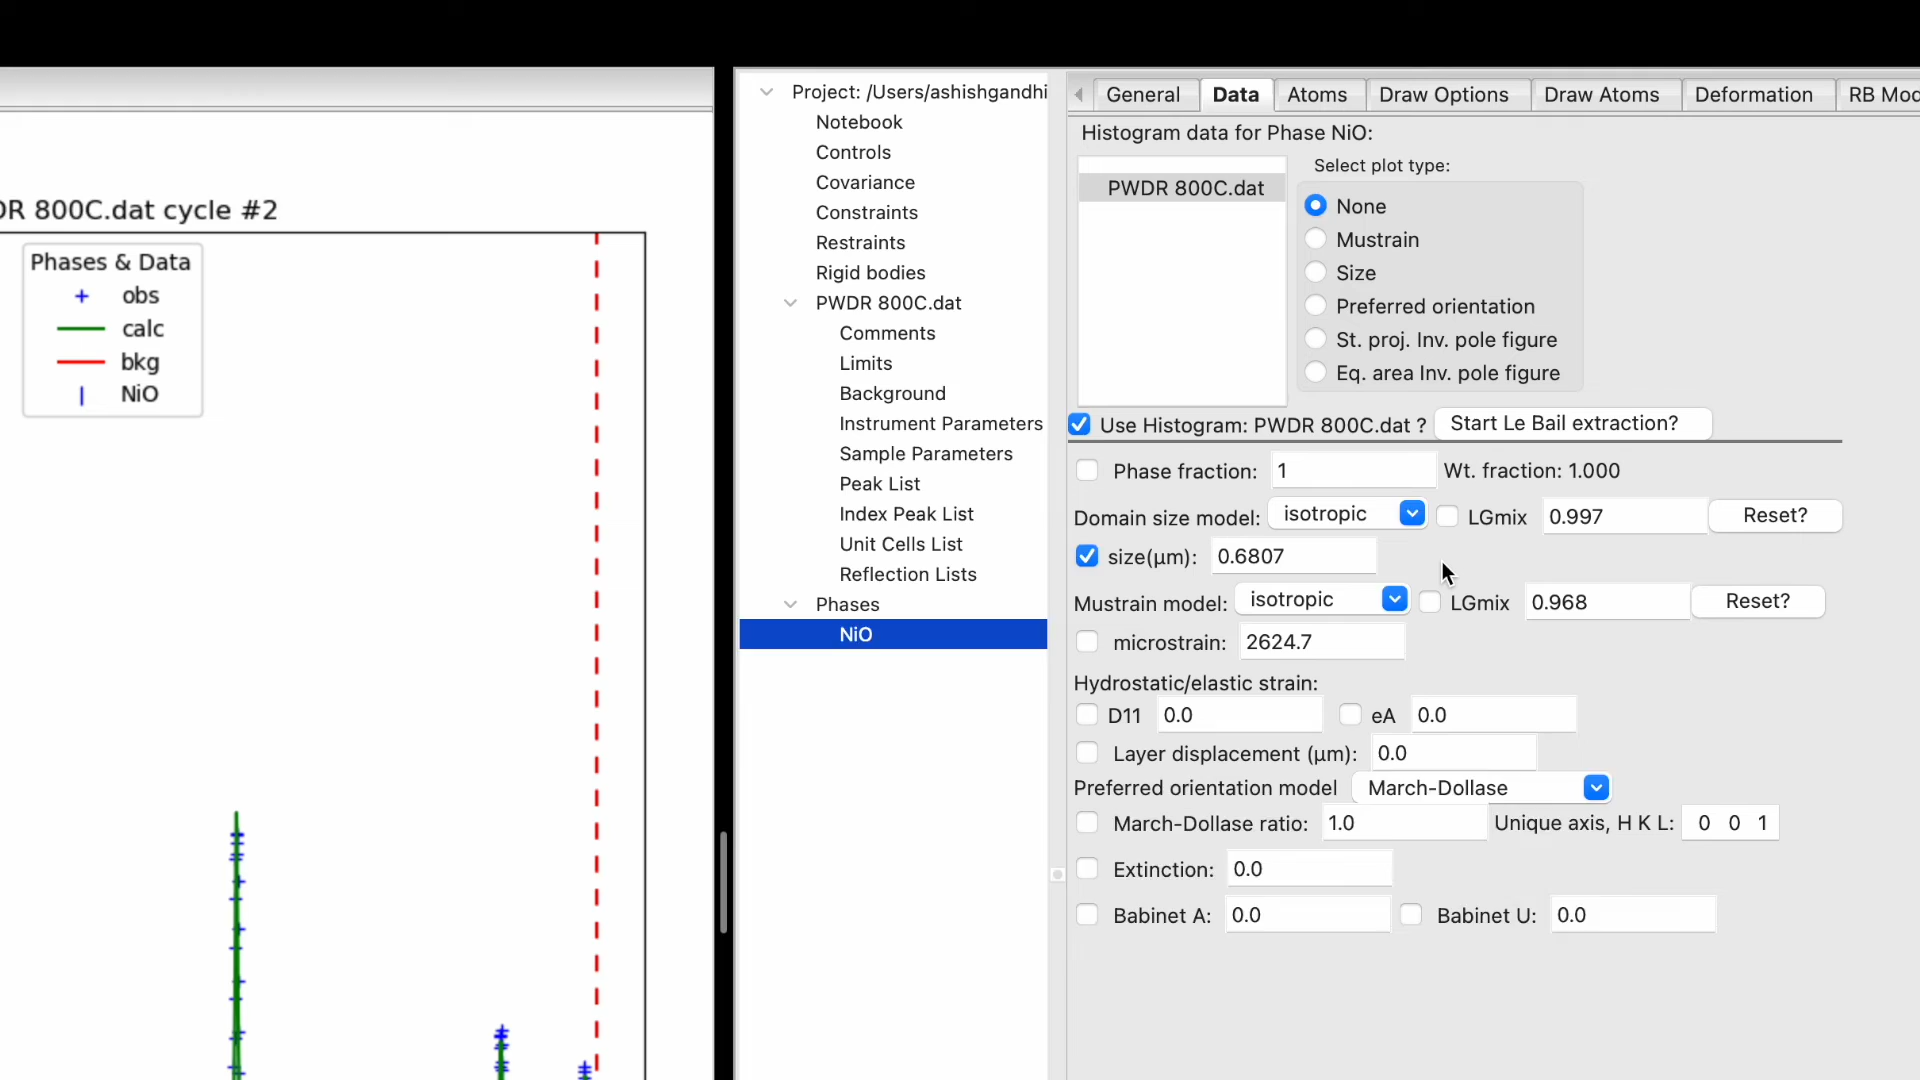 DR 800C.dat cycle #2
Phases & Data
obs
calc
bkg
NiO
Project: /Users/ashishgandhi
Notebook
Controls
Covariance
Constraints
Restraints
Rigid bodies
PWDR 800C.dat
Comments
Limits
Background
Instrument Parameters
Sample Parameters
Peak List
Index Peak List
Unit Cells List
Reflection Lists
Phases
NiO
General Data Atoms Draw Options Draw Atoms Deformation RB Mod
Histogram data for Phase NiO:
Select plot type:
PWDR 800C.dat
None
Mustrain
Size
Preferred orientation
St. proj. Inv. pole figure
Eq. area Inv. pole figure
Use Histogram: PWDR 800C.dat ? Start Le Bail extraction?
Phase fraction: 1 Wt. fraction: 1.000
Domain size model: isotropic LGmix 0.997 Reset?
size(μm): 0.6807
Mustrain model: isotropic LGmix 0.968 Reset?
microstrain: 2624.7
Hydrostatic/elastic strain:
D11 0.0 eA 0.0
Layer displacement (μm): 0.0
Preferred orientation model March-Dollase
March-Dollase ratio: 1.0 Unique axis, H K L: 0 0 1
Extinction: 0.0
Babinet A: 0.0 Babinet U: 0.0